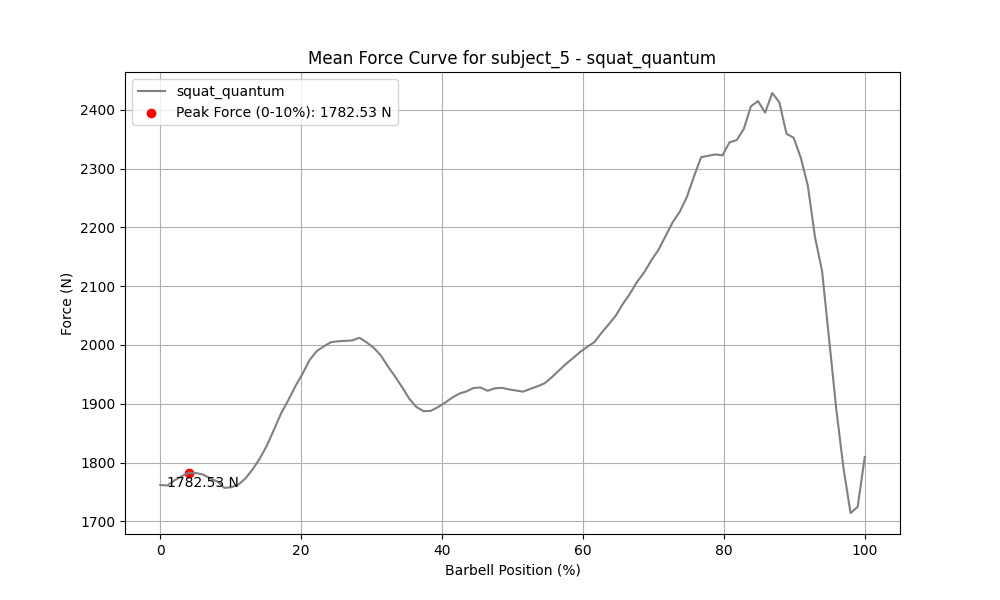 Mean Force Curve for subject_5 - squat_quantum
squat_quantum
Peak Force (0-10%): 1782.53 N
2400
2300
2200
2100
2000
1900
1800
1700
Force (N)
1782.53 N
0 20 40 60 80 100
Barbell Position (%)